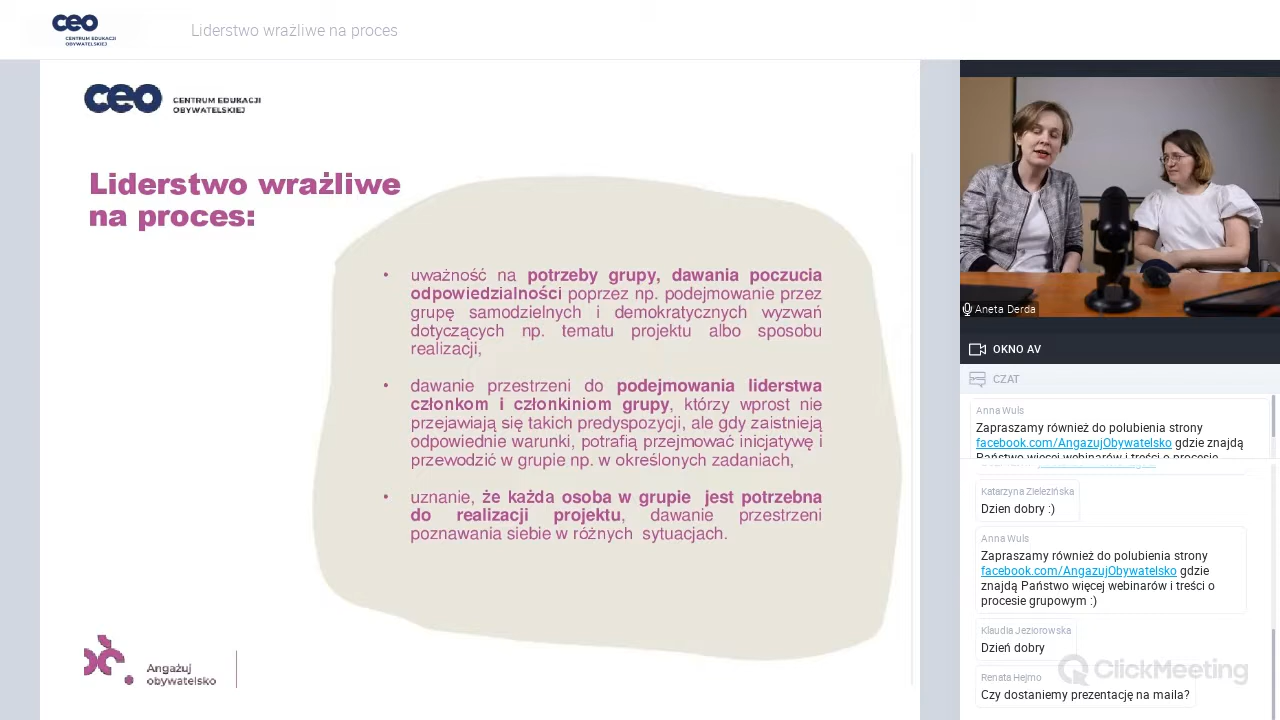 ceo
CENTRUM EDUKACJI
OBYWATELSKIEJ
Liderstwo wrażliwe na proces
ceo
CENTRUM EDUKACJI
OBYWATELSKIEJ
Liderstwo wrażliwe
na proces:
• uważność na potrzeby grupy, dawania poczucia
odpowiedzialności poprzez np. podejmowanie przez
grupę samodzielnych i demokratycznych wyzwań
dotyczących np. tematu projektu albo sposobu
realizacji,
• dawanie przestrzeni do podejmowania liderstwa
członkom i członkiniom grupy, którzy wprost nie
przejawiają się takich predyspozycji, ale gdy zaistnieją
odpowiednie warunki, potrafią przejmować inicjatywę i
przewodzić w grupie np. w określonych zadaniach,
• uznanie, że każda osoba w grupie jest potrzebna
do realizacji projektu, dawanie przestrzeni
poznawania siebie w różnych sytuacjach.
Angażuj
obywatelsko
Aneta Derda
OKNO AV
CZAT
Anna Wuls
Zapraszamy również do polubienia strony
facebook.com/AngazujObywatelsko gdzie znajdą
Państwo więcej webinarów i treści o procesie
Katarzyna Zielezińska
Dzien dobry :)
Anna Wuls
Zapraszamy również do polubienia strony
facebook.com/AngazujObywatelsko gdzie
znajdą Państwo więcej webinarów i treści o
procesie grupowym :)
Klaudia Jeziorowska
Dzień dobry
ClickMeeting
Renata Hejmo
Czy dostaniemy prezentację na maila?